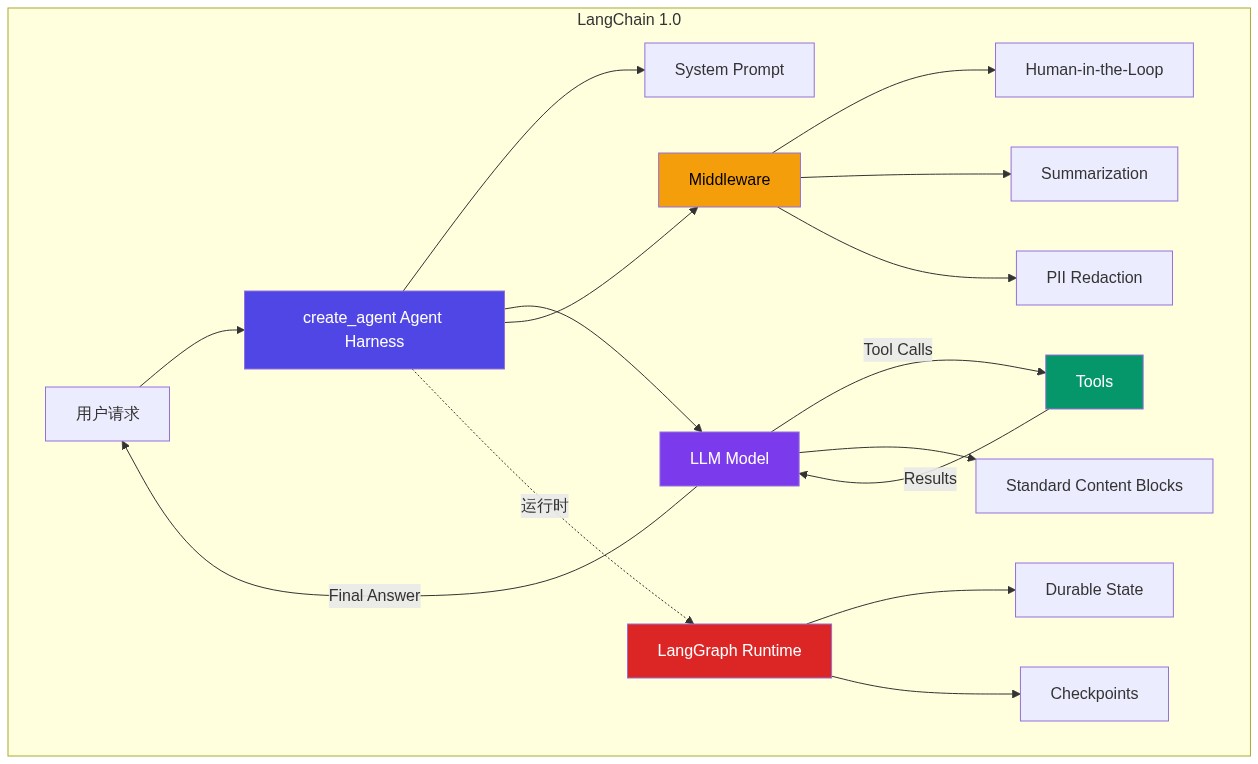 LangChain 1.0
System Prompt
Human-in-the-Loop
Middleware
Summarization
PII Redaction
create_agent Agent
Harness
用户请求
Tool Calls
Tools
LLM Model
Results
Standard Content Blocks
运行时
Final Answer
LangGraph Runtime
Durable State
Checkpoints